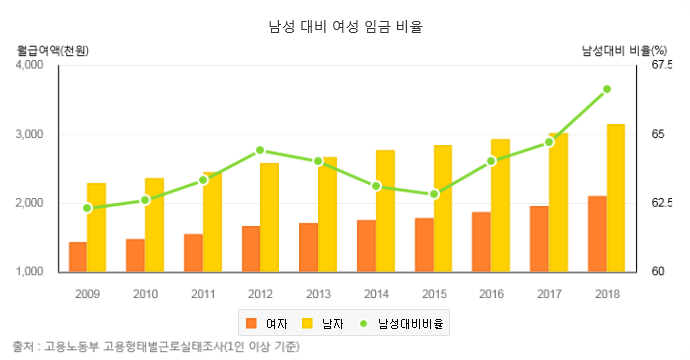 남성 대비 여성 임금 비율
월급여액(천원) 남성대비 비율(%)
4,000 67.5
3,000 65
2,000 62.5
1,000 60
2009 2010 2011 2012 2013 2014 2015 2016 2017 2018
여자 남자 남성대비비율
출처 : 고용노동부 고용형태별근로실태조사(1인 이상 기준)